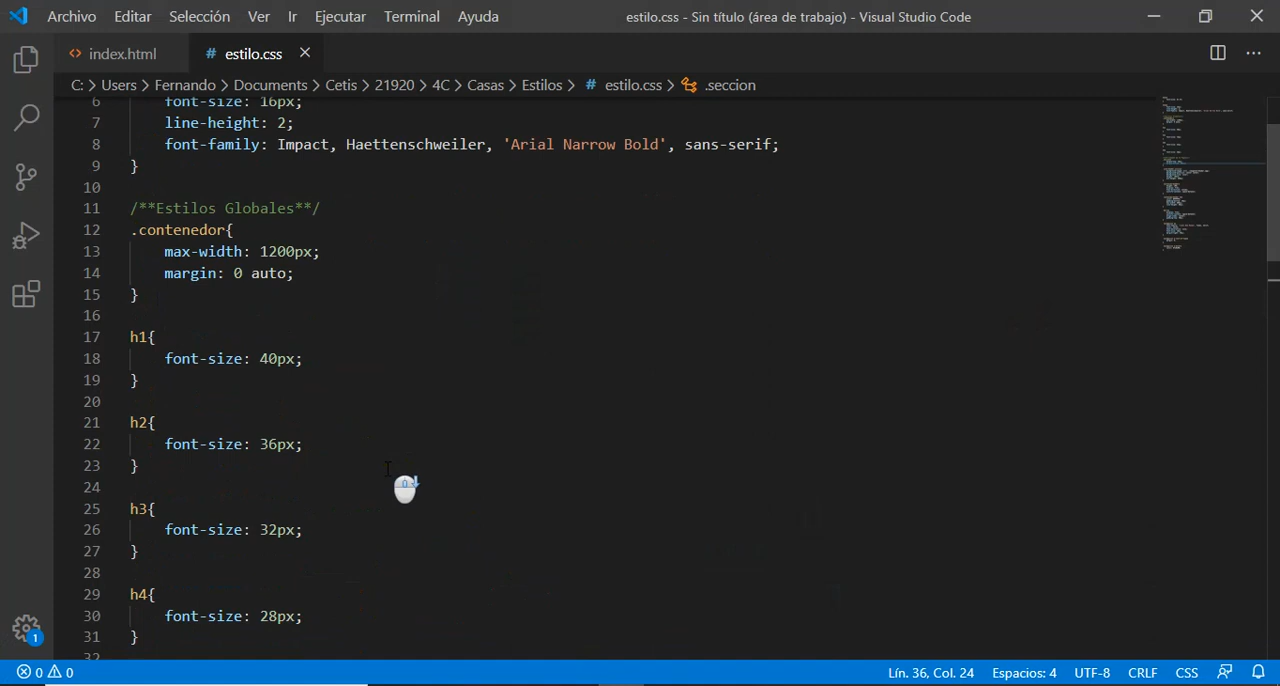 Archivo Editar Selección Ver Ir Ejecutar Terminal Ayuda estilo.css - Sin título (área de trabajo) - Visual Studio Code
index.html # estilo.css
C: > Users > Fernando > Documents > Cetis > 21920 > 4C > Casas > Estilos > # estilo.css > .seccion
6 font-size: 16px;
7 line-height: 2;
8 font-family: Impact, Haettenschweiler, 'Arial Narrow Bold', sans-serif;
9 }
10
11 /**Estilos Globales**/
12 .contenedor{
13 max-width: 1200px;
14 margin: 0 auto;
15 }
16
17 h1{
18 font-size: 40px;
19 }
20
21 h2{
22 font-size: 36px;
23 }
24
25 h3{
26 font-size: 32px;
27 }
28
29 h4{
30 font-size: 28px;
31 }
32
1
0 0 Lín. 36, Col. 24 Espacios: 4 UTF-8 CRLF CSS